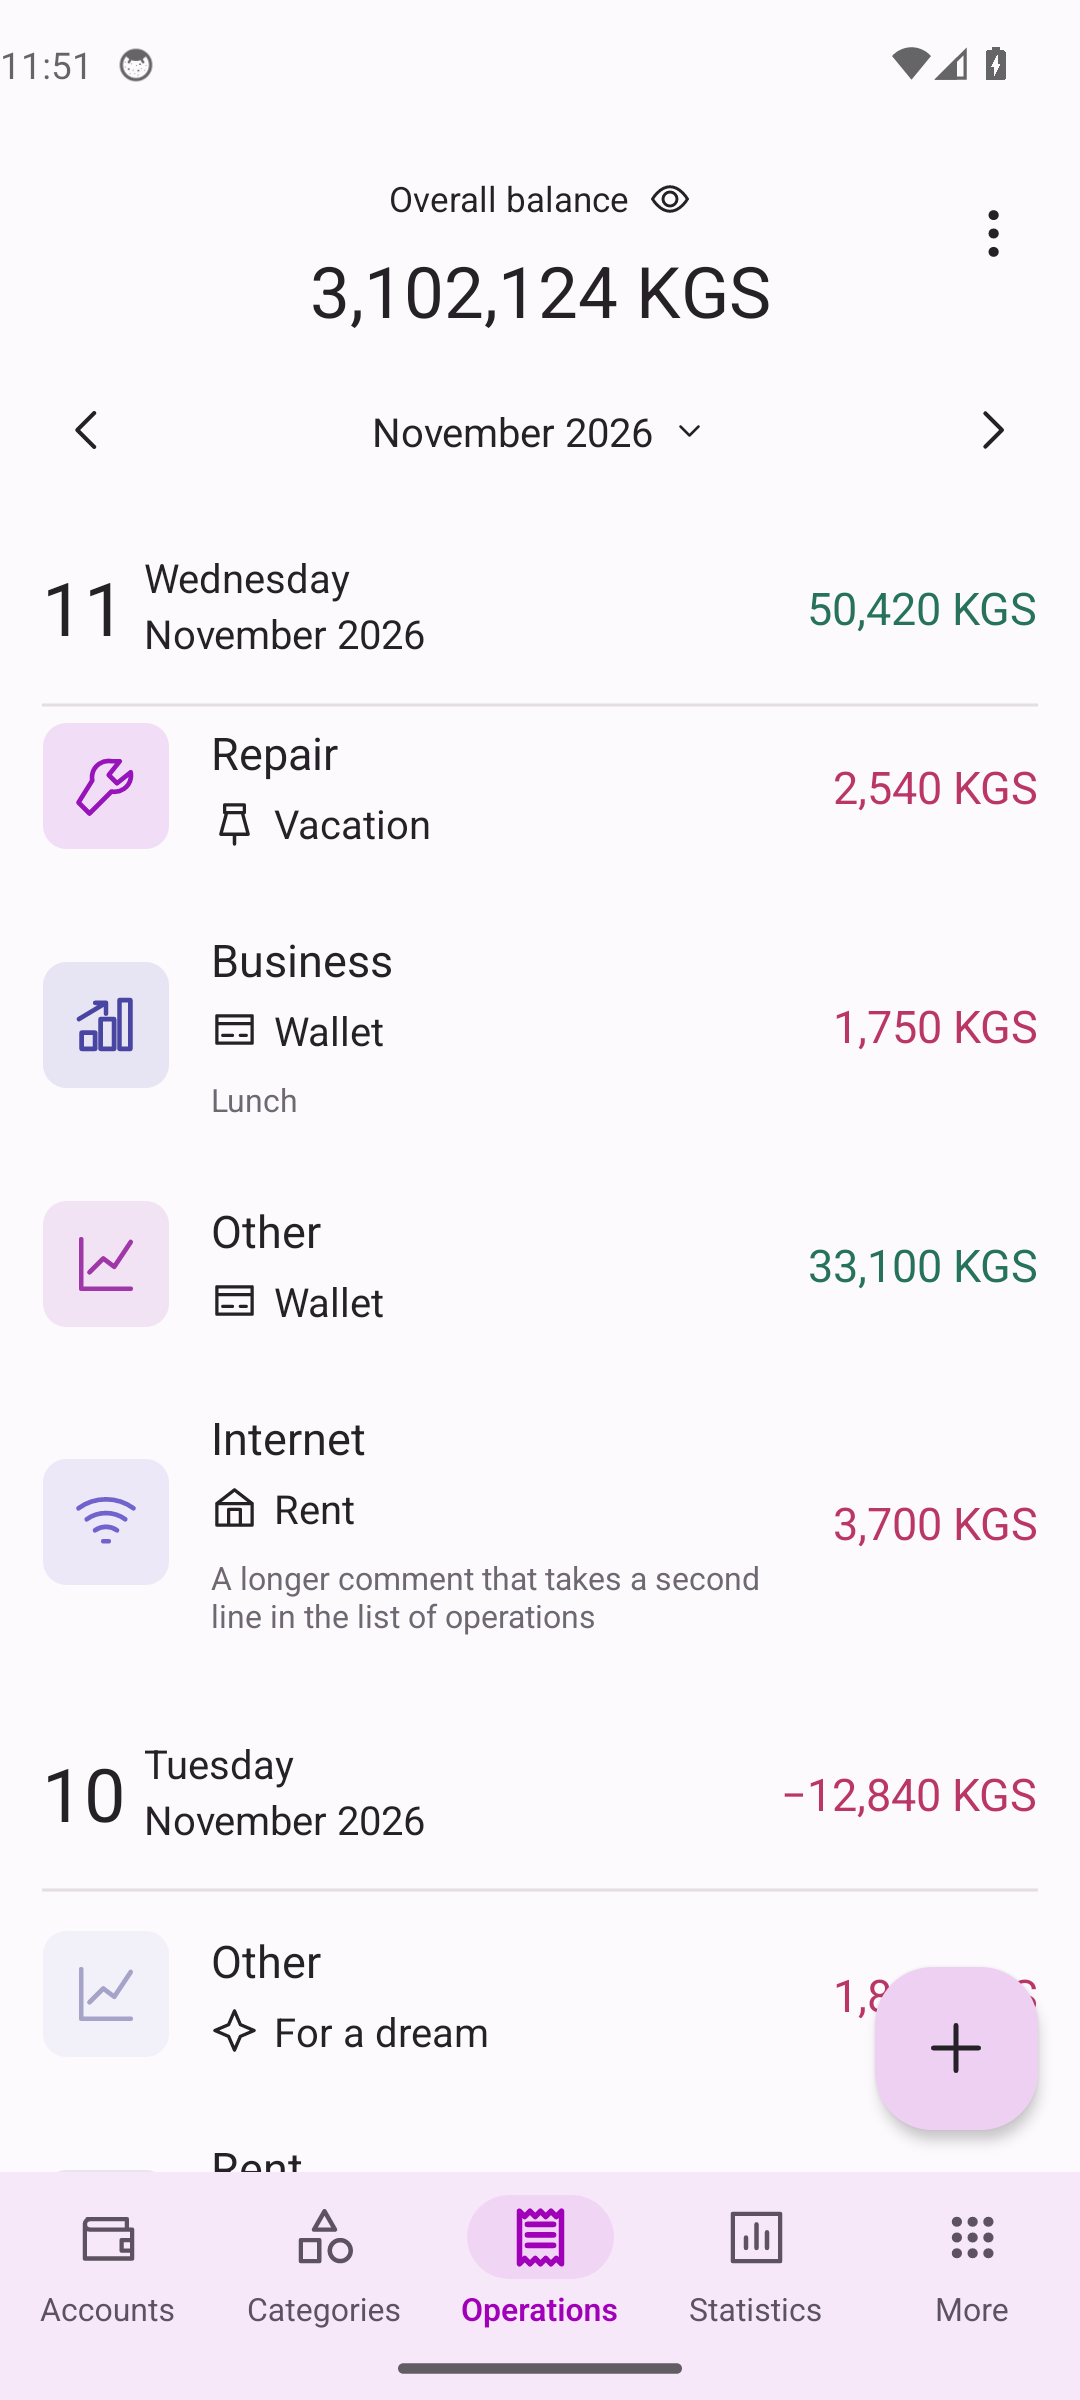 11:51
Overall balance
3,102,124 KGS
November 2026
11
Wednesday
November 2026
50,420 KGS
Repair
Vacation
2,540 KGS
Business
Wallet
Lunch
1,750 KGS
Other
Wallet
33,100 KGS
Internet
Rent
A longer comment that takes a second
line in the list of operations
3,700 KGS
10
Tuesday
November 2026
−12,840 KGS
Other
For a dream
Rent
Accounts
Categories
Operations
Statistics
More